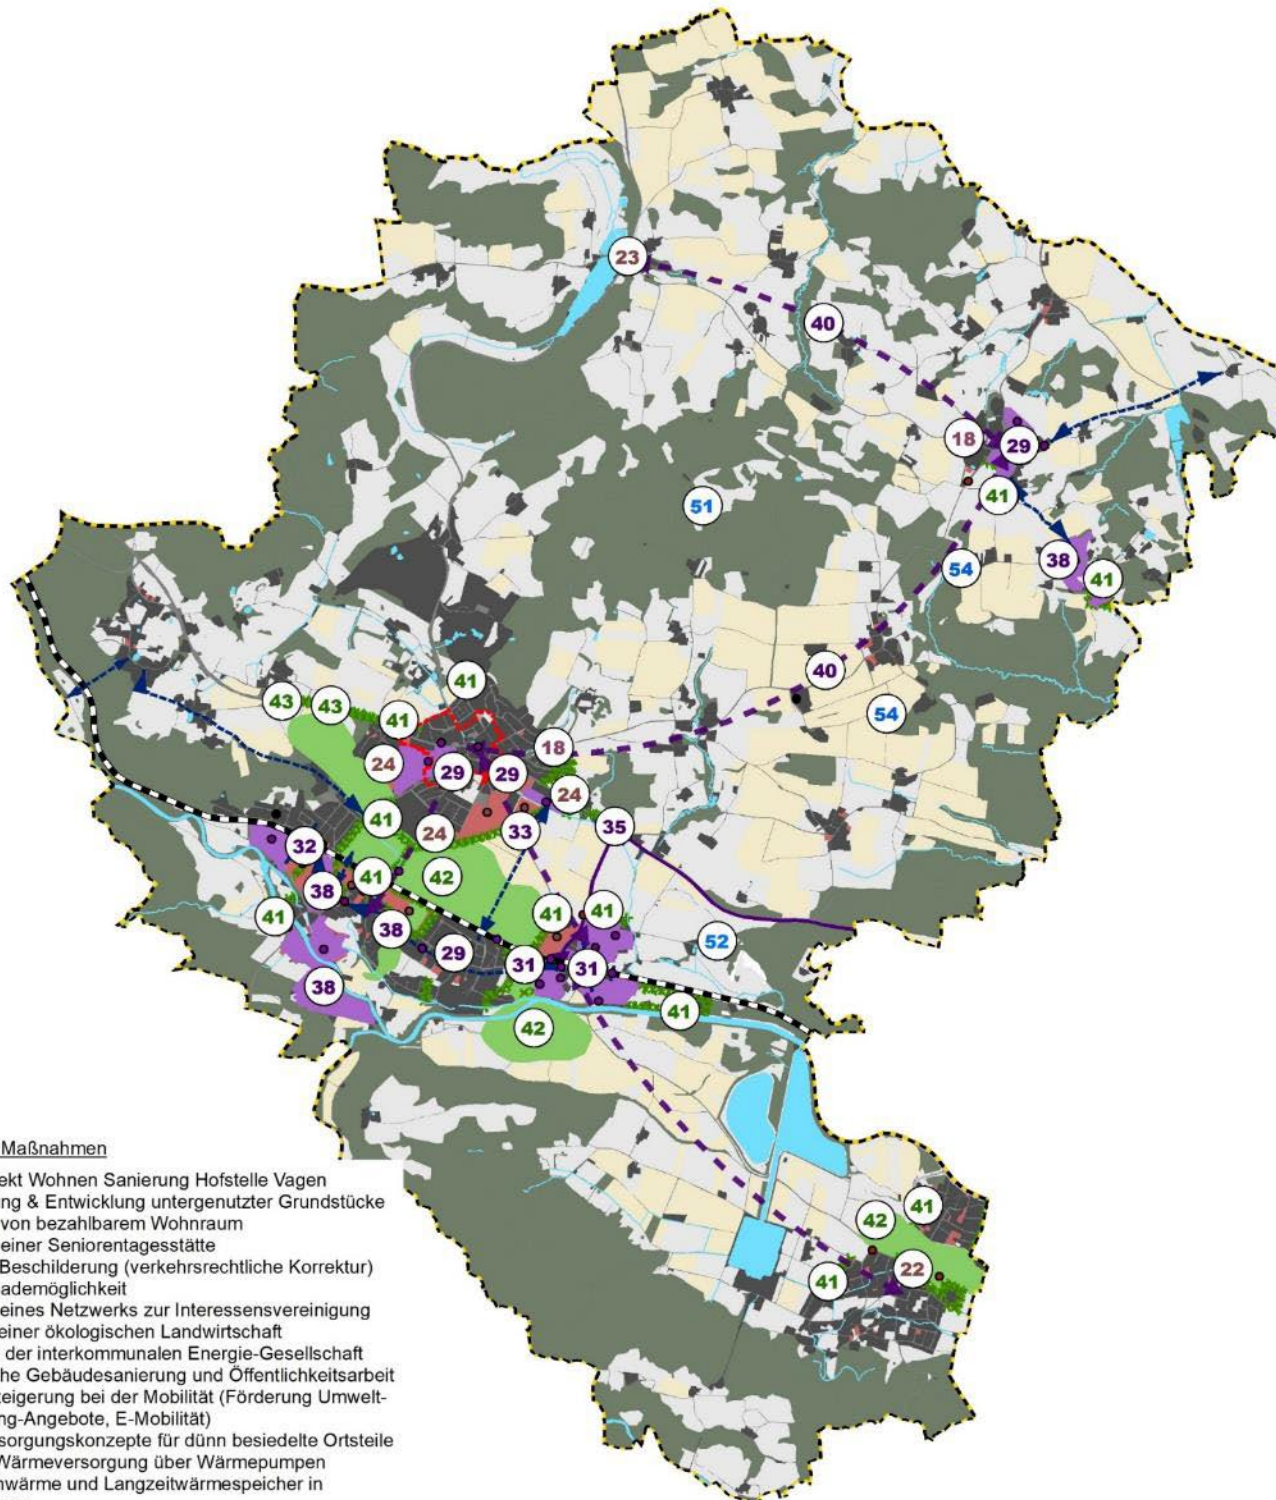 23
40
18
29
41
51
38
41
54
40
54
41
43
43
41
18
24
29
29
24
41
24
33
35
32
41
42
38
41
41
41
38
29
52
31
31
38
41
42
41
42
41
22
Maßnahmen
ekt Wohnen Sanierung Hofstelle Vagen
ng & Entwicklung untergenutzter Grundstücke
von bezahlbarem Wohnraum
einer Seniorentagesstätte
Beschilderung (verkehrsrechtliche Korrektur)
ademöglichkeit
eines Netzwerks zur Interessensvereinigung
einer ökologischen Landwirtschaft
der interkommunalen Energie-Gesellschaft
he Gebäudesanierung und Öffentlichkeitsarbeit
teigerung bei der Mobilität (Förderung Umwelt-
ng-Angebote, E-Mobilität)
sorgungskonzepte für dünn besiedelte Ortsteile
Wärmeversorgung über Wärmepumpen
nwärme und Langzeitwärmespeicher in